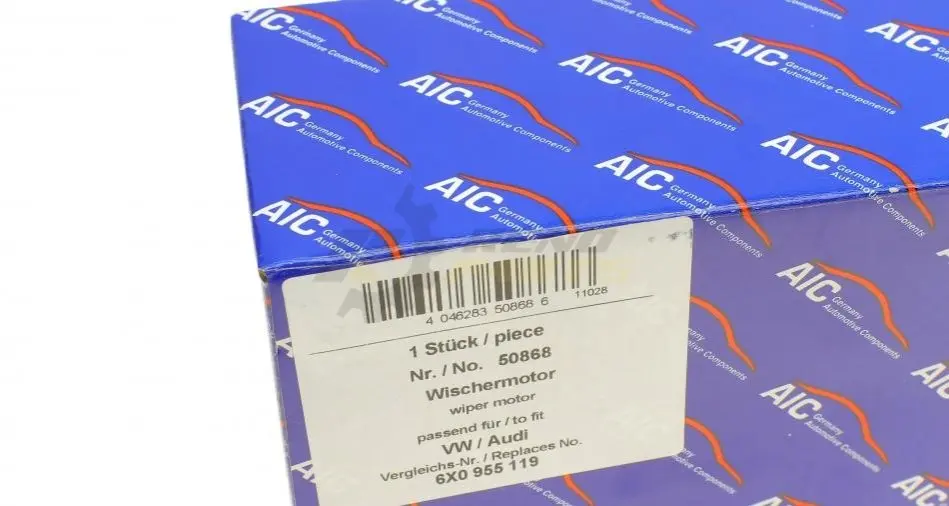 AIC Germany
Automotive Components
4 046283 50868 6
11028
1 Stück / piece
Nr. / No. 50868
Wischermotor
wiper motor
passend für / to fit
VW / Audi
Vergleichs-Nr. / Replaces No.
6X0 955 119